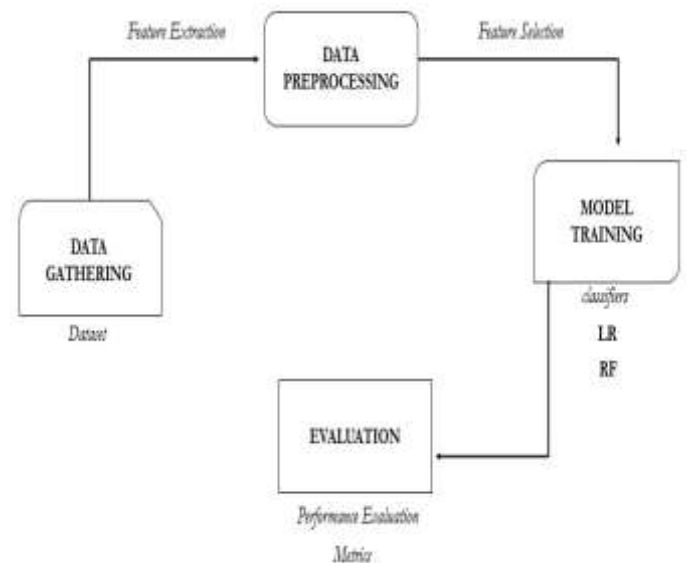 Feature Extraction
DATA
PREPROCESSING
Feature Selection
MODEL
TRAINING
classifiers
LR
RF
DATA
GATHERING
Dataset
EVALUATION
Performance Evaluation
Metrics